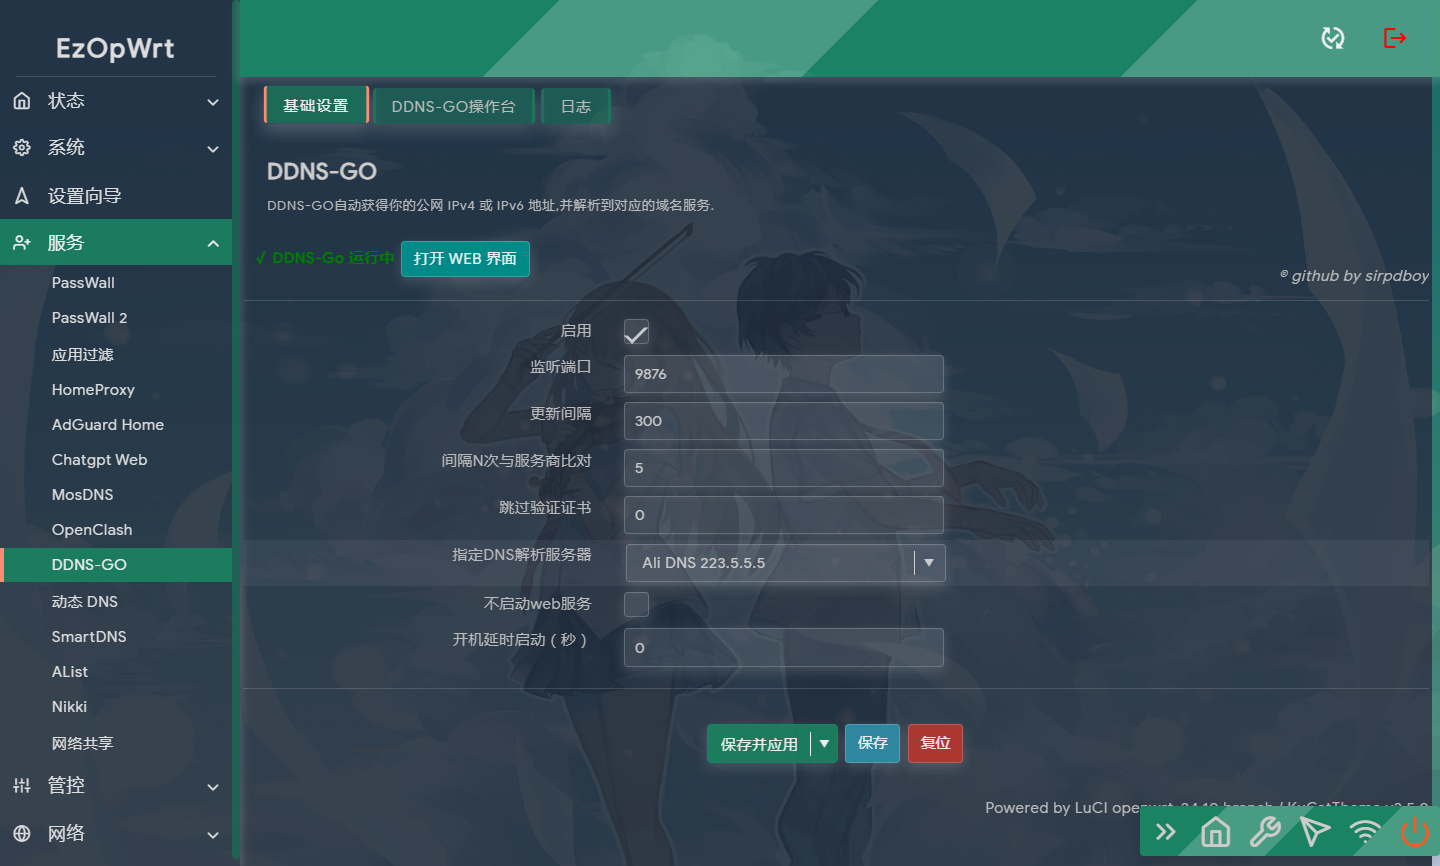 EzOpWrt
状态
系统
设置向导
服务
PassWall
PassWall 2
应用过滤
HomeProxy
AdGuard Home
Chatgpt Web
MosDNS
OpenClash
DDNS-GO
动态 DNS
SmartDNS
AList
Nikki
网络共享
管控
网络
基础设置
DDNS-GO操作台
日志
DDNS-GO
DDNS-GO自动获得你的公网 IPv4 或 IPv6 地址,并解析到对应的域名服务.
✓ DDNS-Go 运行中 打开 WEB 界面
© github by sirpdboy
启用
监听端口 9876
更新间隔 300
间隔N次与服务商比对 5
跳过验证证书 0
指定DNS解析服务器 Ali DNS 223.5.5.5
不启动web服务
开机延时启动（秒） 0
保存并应用 保存 复位
Powered by LuCI